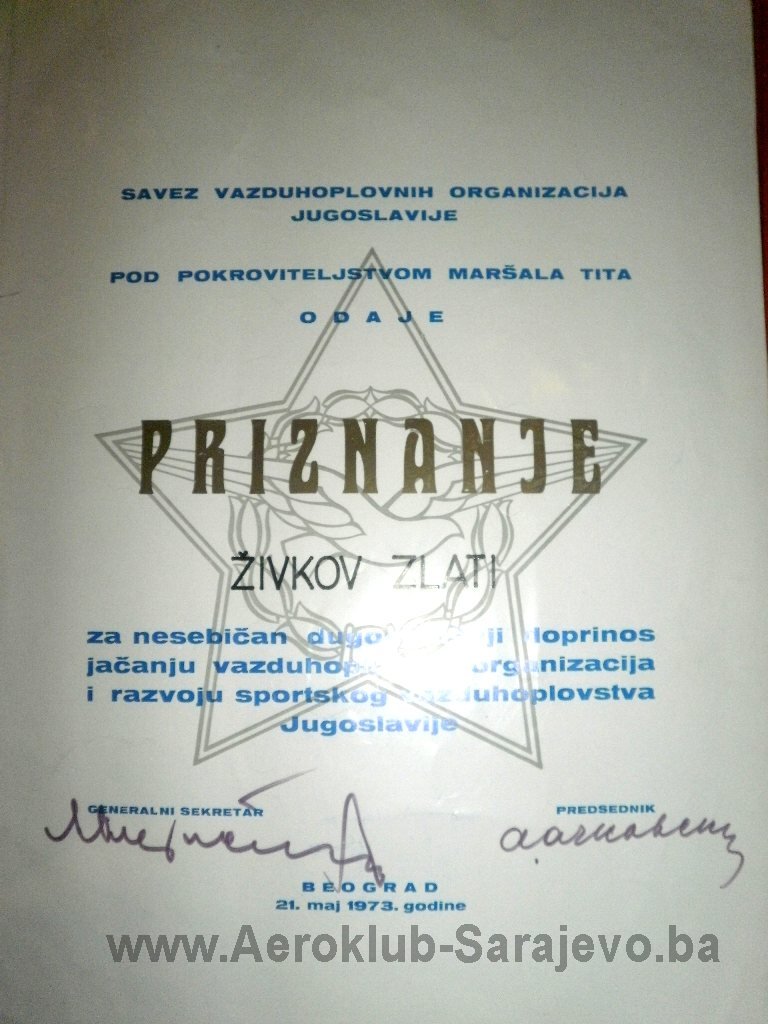 SAVEZ VAZDUHOPLOVNIH ORGANIZACIJA
JUGOSLAVIJE
POD POKROVITELJSTVOM MARŠALA TITA
ODAJE
PRIZNANJE
ŽIVKOV ZLATI
za nesebičan doprinos
jačanju organizacija
i razvoju sportskog vazduhoplovstva
Jugoslavije
GENERALNI SEKRETAR
PREDSEDNIK
BEOGRAD
21. maj 1973. godine
www.Aeroklub-Sarajevo.ba